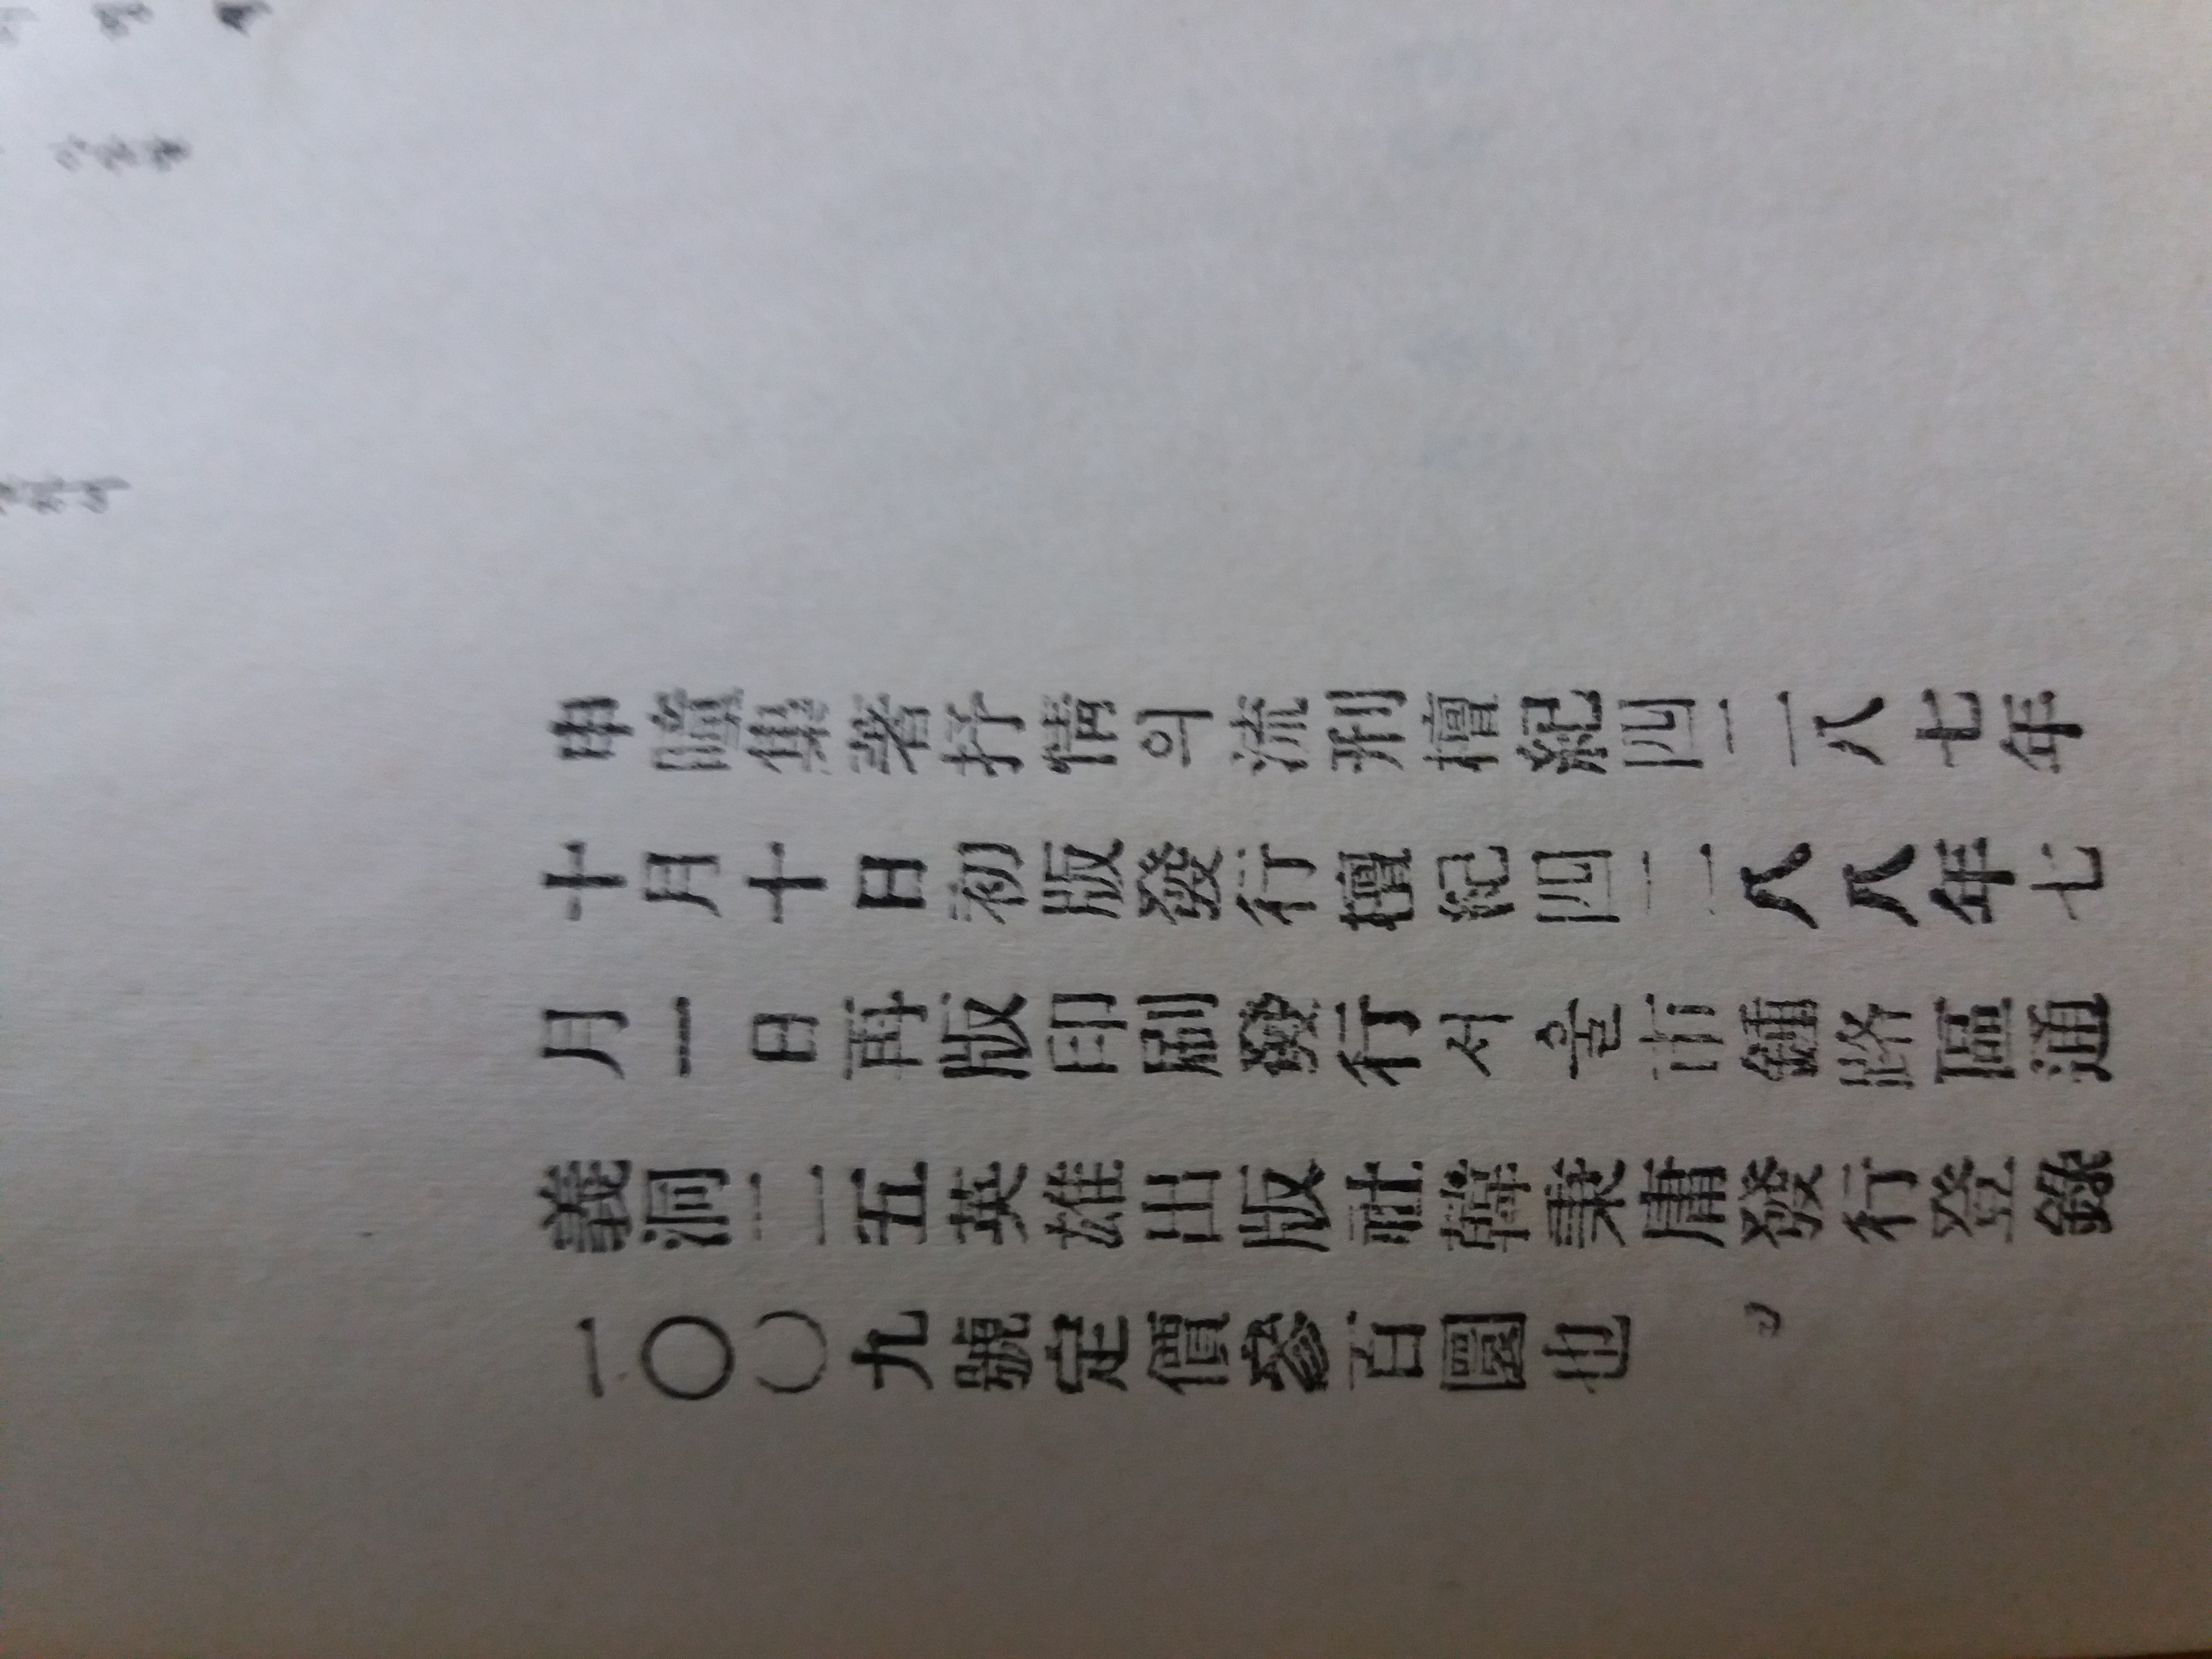 申瞳集著抒情의流刑檀紀四二八七年
十月十日初版發行檀紀四二八八年七
月一日再版印刷發行서울市鍾路區通
義洞二五英雄出版社韓秉庸發行登錄
一〇〇九號定價參百圜也